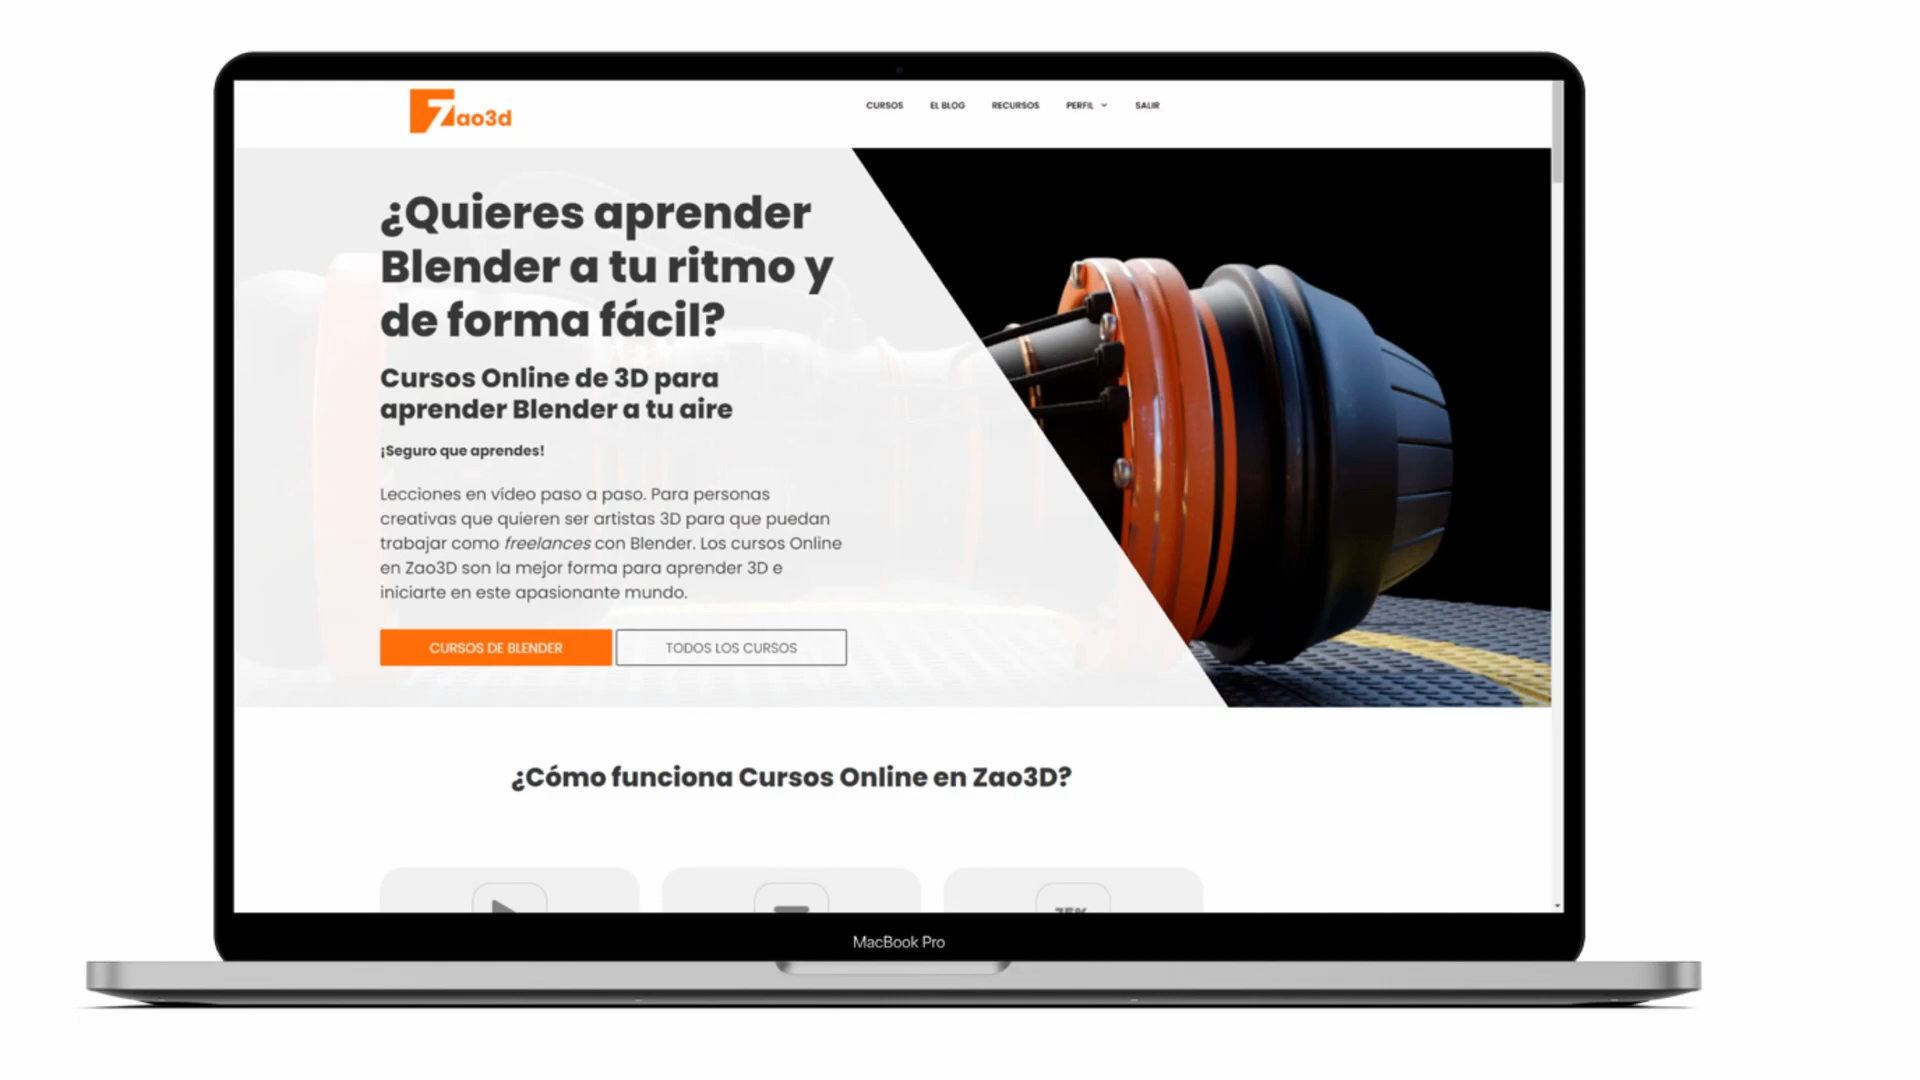 Zao3d
CURSOS
EL BLOG
RECURSOS
PERFIL
SALIR
¿Quieres aprender
Blender a tu ritmo y
de forma fácil?
Cursos Online de 3D para
aprender Blender a tu aire
¡Seguro que aprendes!
Lecciones en vídeo paso a paso. Para personas
creativas que quieren ser artistas 3D para que puedan
trabajar como freelances con Blender. Los cursos Online
en Zao3D son la mejor forma para aprender 3D e
iniciarte en este apasionante mundo.
CURSOS DE BLENDER
TODOS LOS CURSOS
¿Cómo funciona Cursos Online en Zao3D?
MacBook Pro